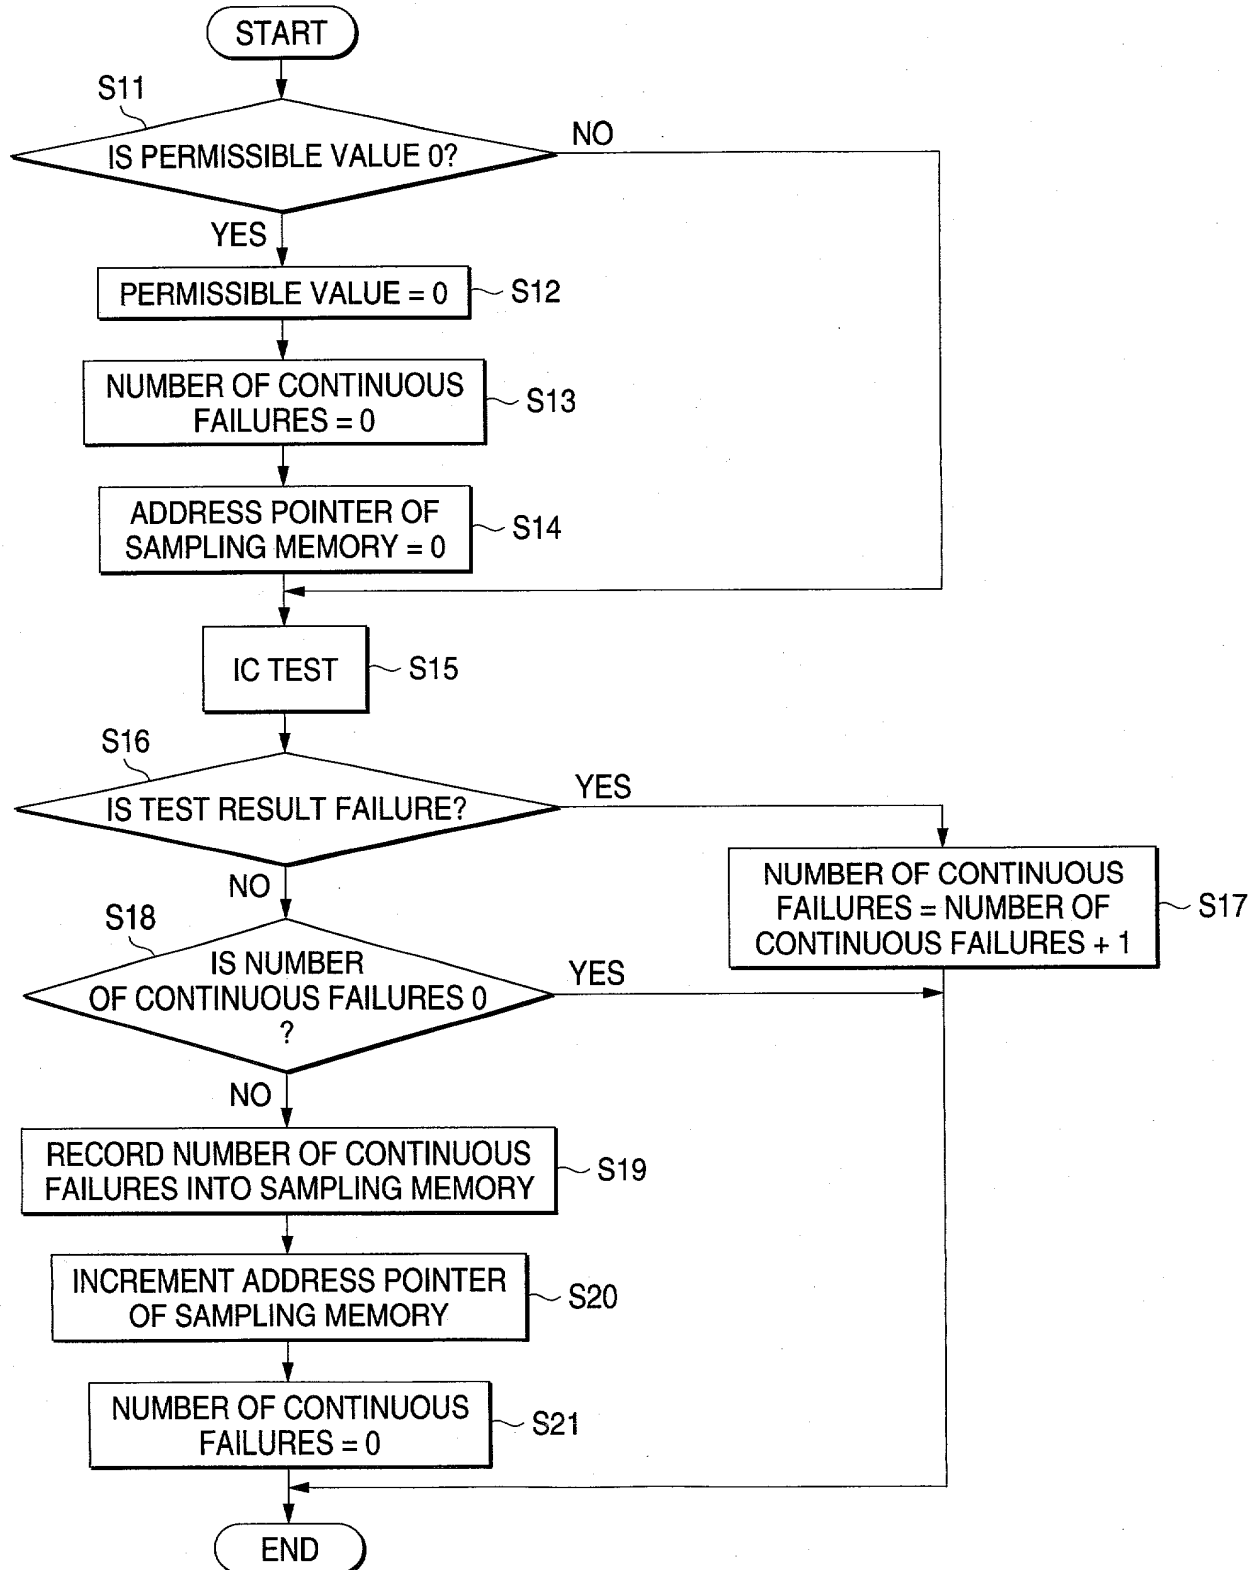 START
S11
IS PERMISSIBLE VALUE 0?
NO
YES
PERMISSIBLE VALUE = 0
S12
NUMBER OF CONTINUOUS
FAILURES = 0
S13
ADDRESS POINTER OF
SAMPLING MEMORY = 0
S14
IC TEST
S15
S16
IS TEST RESULT FAILURE?
YES
NO
NUMBER OF CONTINUOUS
FAILURES = NUMBER OF
CONTINUOUS FAILURES + 1
S17
S18
IS NUMBER
OF CONTINUOUS FAILURES 0
?
YES
NO
RECORD NUMBER OF CONTINUOUS
FAILURES INTO SAMPLING MEMORY
S19
INCREMENT ADDRESS POINTER
OF SAMPLING MEMORY
S20
NUMBER OF CONTINUOUS
FAILURES = 0
S21
END